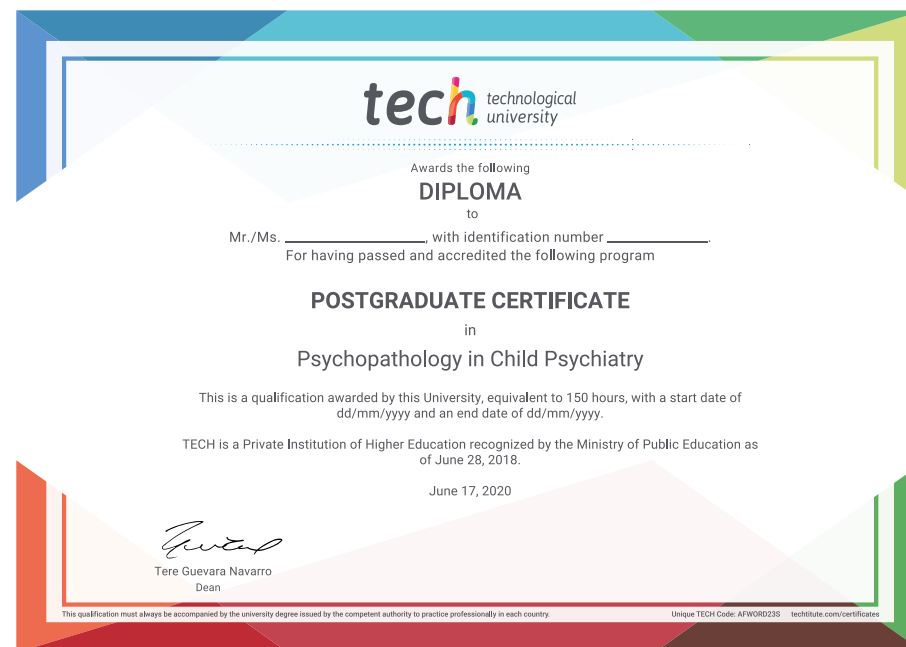 tech technological
university
Awards the following
DIPLOMA
to
Mr./Ms. ____________________, with identification number ______________.
For having passed and accredited the following program
POSTGRADUATE CERTIFICATE
in
Psychopathology in Child Psychiatry
This is a qualification awarded by this University, equivalent to 150 hours, with a start date of
dd/mm/yyyy and an end date of dd/mm/yyyy.
TECH is a Private Institution of Higher Education recognized by the Ministry of Public Education as
of June 28, 2018.
June 17, 2020
Tere Guevara Navarro
Dean
This qualification must always be accompanied by the university degree issued by the competent authority to practice professionally in each country. Unique TECH Code: AFWORD23S techtitute.com/certificates